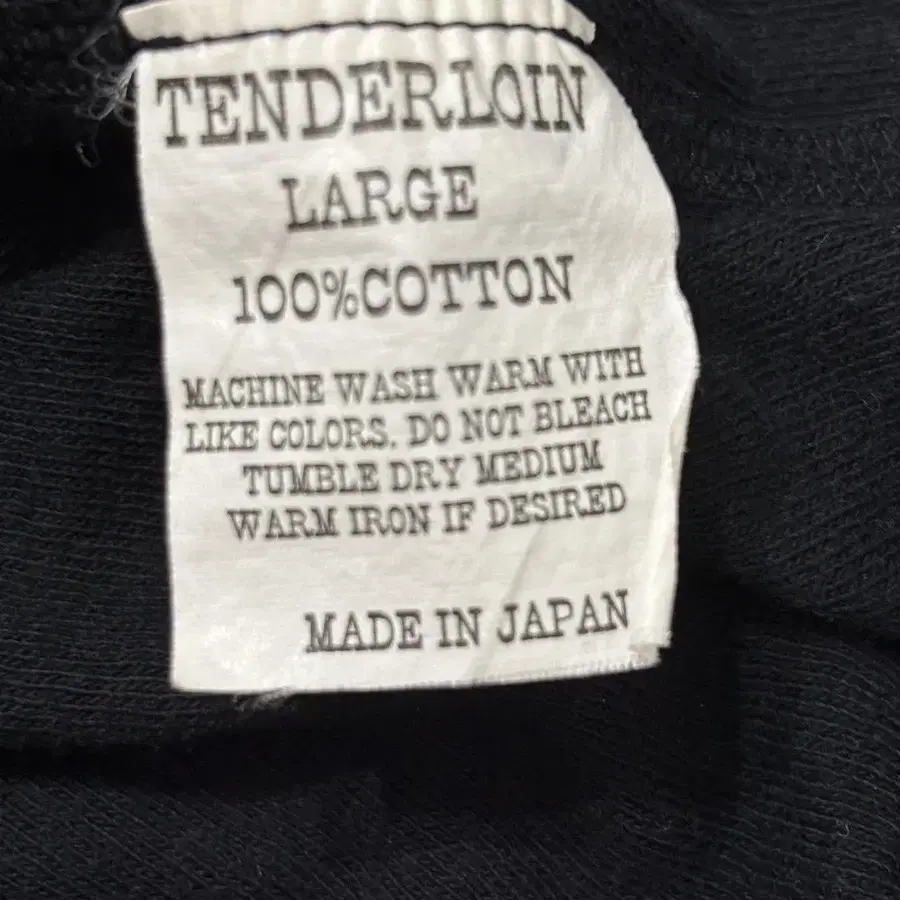 TENDERLOIN
LARGE
100%COTTON
MACHINE WASH WARM WITH
LIKE COLORS. DO NOT BLEACH
TUMBLE DRY MEDIUM
WARM IRON IF DESIRED
MADE IN JAPAN